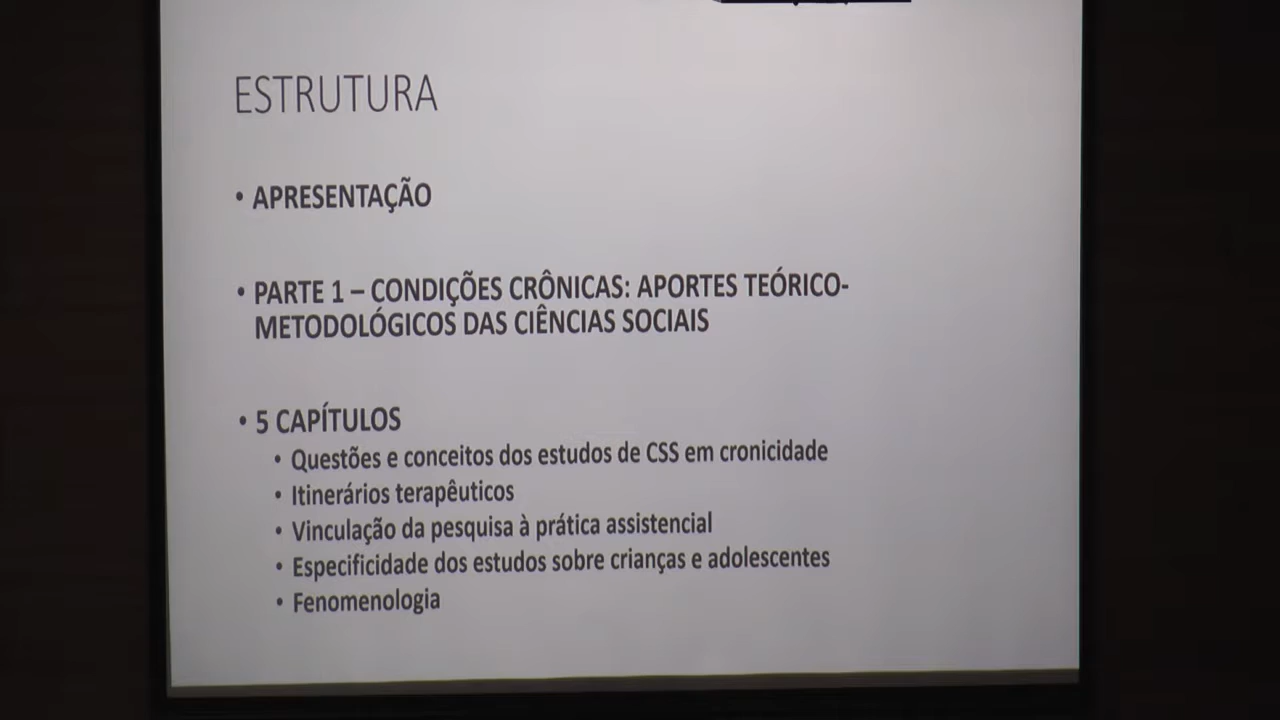 ESTRUTURA
• APRESENTAÇÃO
• PARTE 1 – CONDIÇÕES CRÔNICAS: APORTES TEÓRICO-
METODOLÓGICOS DAS CIÊNCIAS SOCIAIS
• 5 CAPÍTULOS
• Questões e conceitos dos estudos de CSS em cronicidade
• Itinerários terapêuticos
• Vinculação da pesquisa à prática assistencial
• Especificidade dos estudos sobre crianças e adolescentes
• Fenomenologia